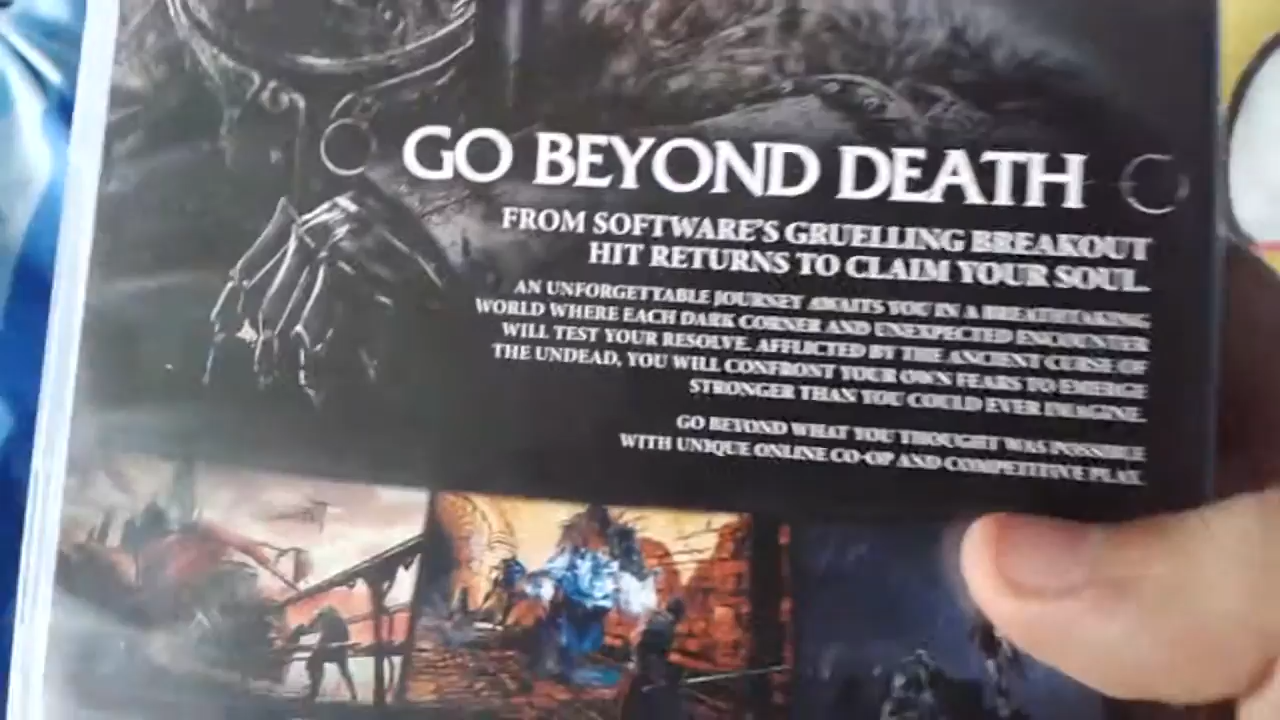 GO BEYOND DEATH
FROM SOFTWARE'S GRUELLING BREAKOUT
HIT RETURNS TO CLAIM YOUR SOUL.
AN UNFORGETTABLE JOURNEY AWAITS YOU IN A BREATHTAKING
WORLD WHERE EACH DARK CORNER AND UNEXPECTED ENCOUNTER
WILL TEST YOUR RESOLVE. AFFLICTED BY THE ANCIENT CURSE OF
THE UNDEAD, YOU WILL CONFRONT YOUR OWN FEARS TO EMERGE
STRONGER THAN YOU COULD EVER IMAGINE.
GO BEYOND WHAT YOU THOUGHT WAS POSSIBLE
WITH UNIQUE ONLINE CO-OP AND COMPETITIVE PLAY.